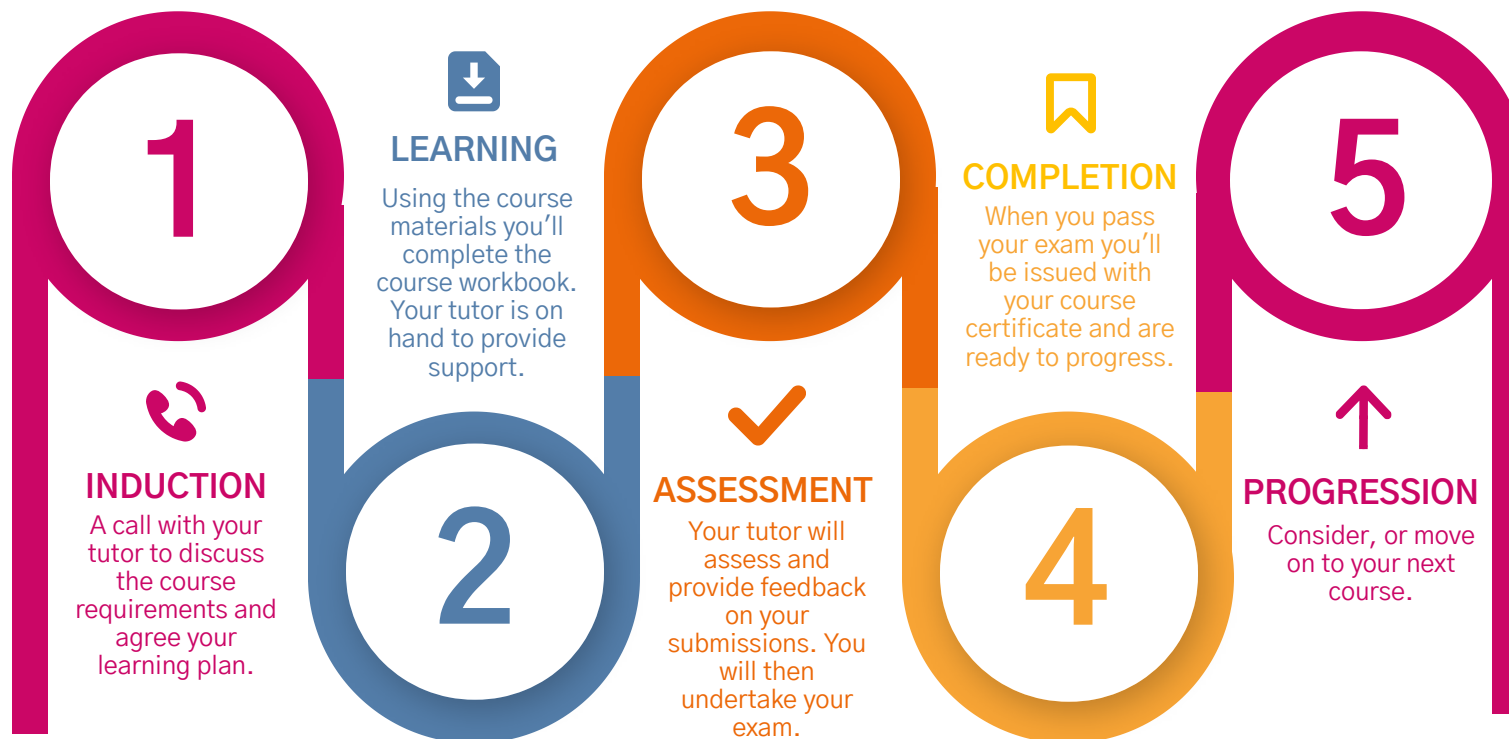 1
INDUCTION
A call with your
tutor to discuss
the course
requirements and
agree your
learning plan.
LEARNING
Using the course
materials you’ll
complete the
course workbook.
Your tutor is on
hand to provide
support.
2
3
ASSESSMENT
Your tutor will
assess and
provide feedback
on your
submissions. You
will then
undertake your
exam.
COMPLETION
When you pass
your exam you’ll
be issued with
your course
certificate and are
ready to progress.
4
5
PROGRESSION
Consider, or move
on to your next
course.